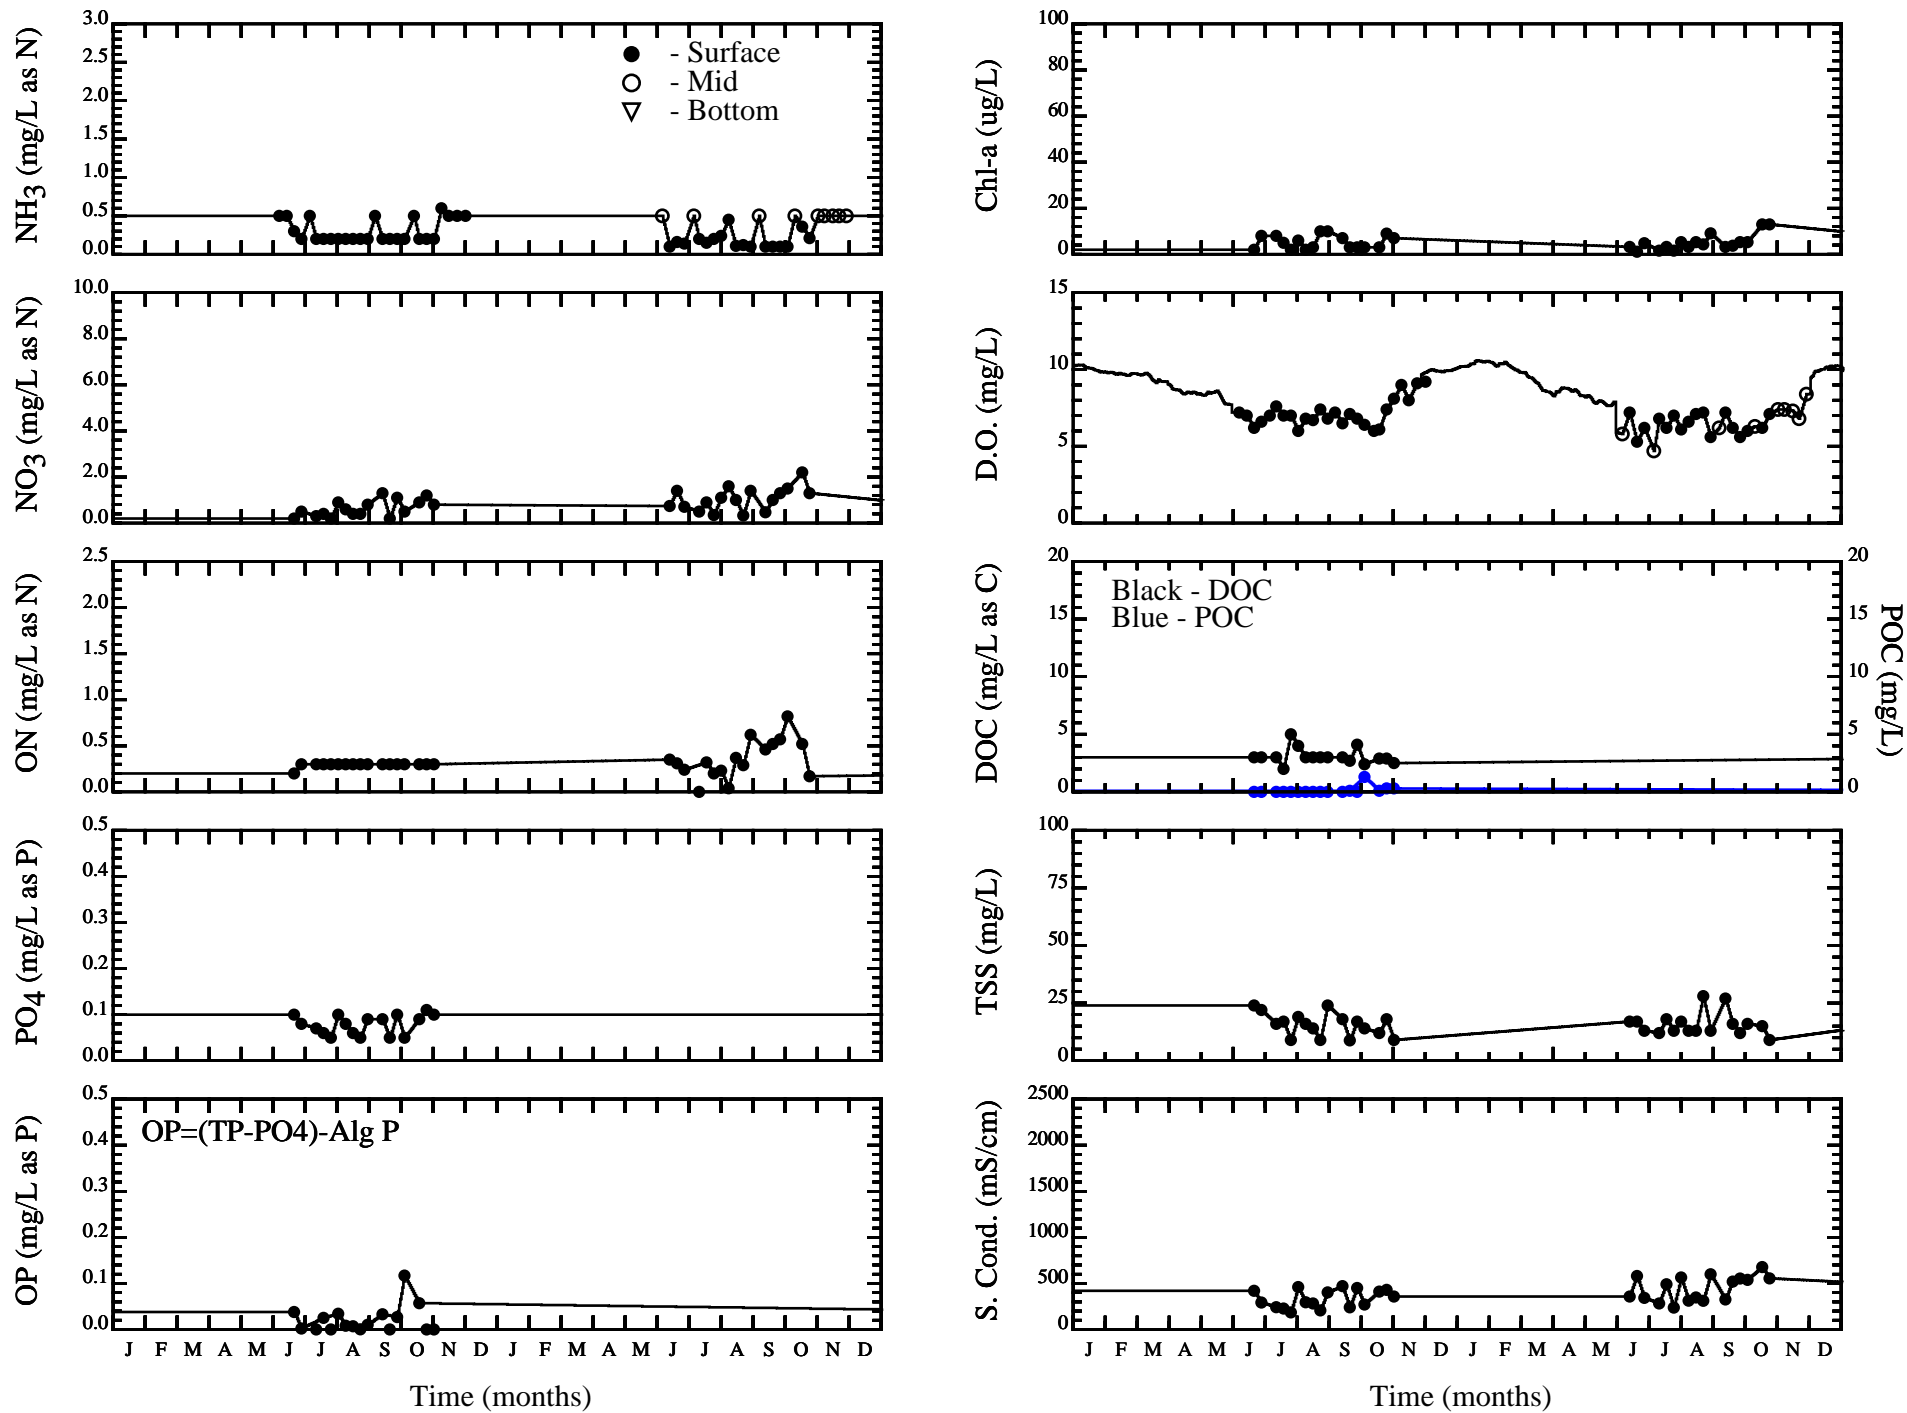 NH3 (mg/L as N)
3.0
2.5
2.0
1.5
1.0
0.5
0.0
- Surface
- Mid
- Bottom
NO3 (mg/L as N)
10.0
8.0
6.0
4.0
2.0
0.0
ON (mg/L as N)
2.5
2.0
1.5
1.0
0.5
0.0
PO4 (mg/L as P)
0.5
0.4
0.3
0.2
0.1
0.0
OP (mg/L as P)
0.5
0.4
0.3
0.2
0.1
0.0
OP=(TP-PO4)-Alg P
J F M A M J J A S O N D J F M A M J J A S O N D
Time (months)
Chl-a (ug/L)
100
80
60
40
20
0
D.O. (mg/L)
15
10
5
0
DOC (mg/L as C)
20
15
10
5
0
Black - DOC
Blue - POC
20
15
10
5
0
POC (mg/L)
TSS (mg/L)
100
75
50
25
0
S. Cond. (mS/cm)
2500
2000
1500
1000
500
0
J F M A M J J A S O N D J F M A M J J A S O N D
Time (months)